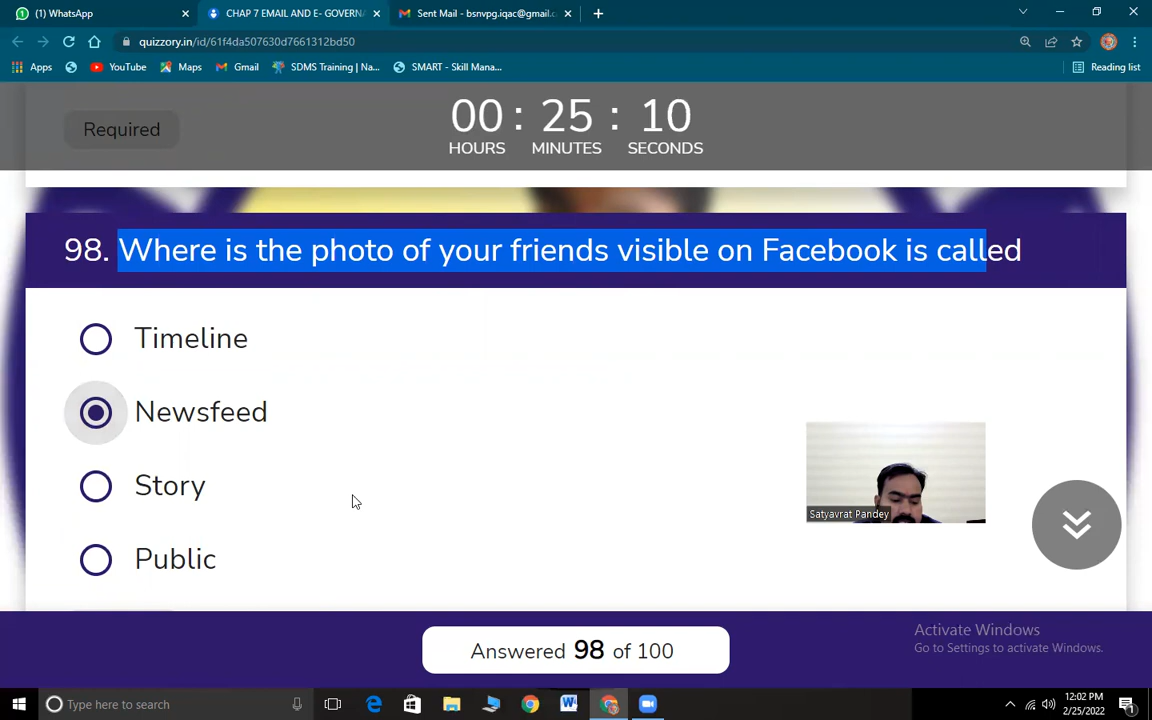 WhatsApp
CHAP 7 EMAIL AND E- GOVERNA
Sent Mail - bsnvpg.iqac@gmail.c
quizzory.in/id/61f4da507630d7661312bd50
Apps
YouTube
Maps
Gmail
SDMS Training | Na...
SMART - Skill Mana...
Reading list
Required
00 : 25 : 10
HOURS MINUTES SECONDS
98. Where is the photo of your friends visible on Facebook is called
Timeline
Newsfeed
Story
Public
Satyavrat Pandey
Answered 98 of 100
Activate Windows
Go to Settings to activate Windows.
Type here to search
12:02 PM
2/25/2022
1